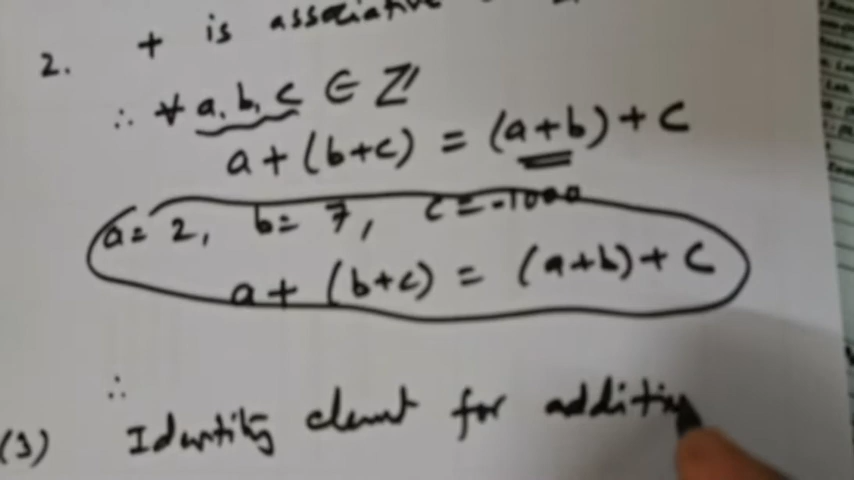 2. + is associative
∴ ∀ a, b, c ∈ Z
a + (b+c) = (a+b) + c
a = 2, b = 7, c = -1000
a + (b+c) = (a+b) + c
∴
(3) Identity element for addition